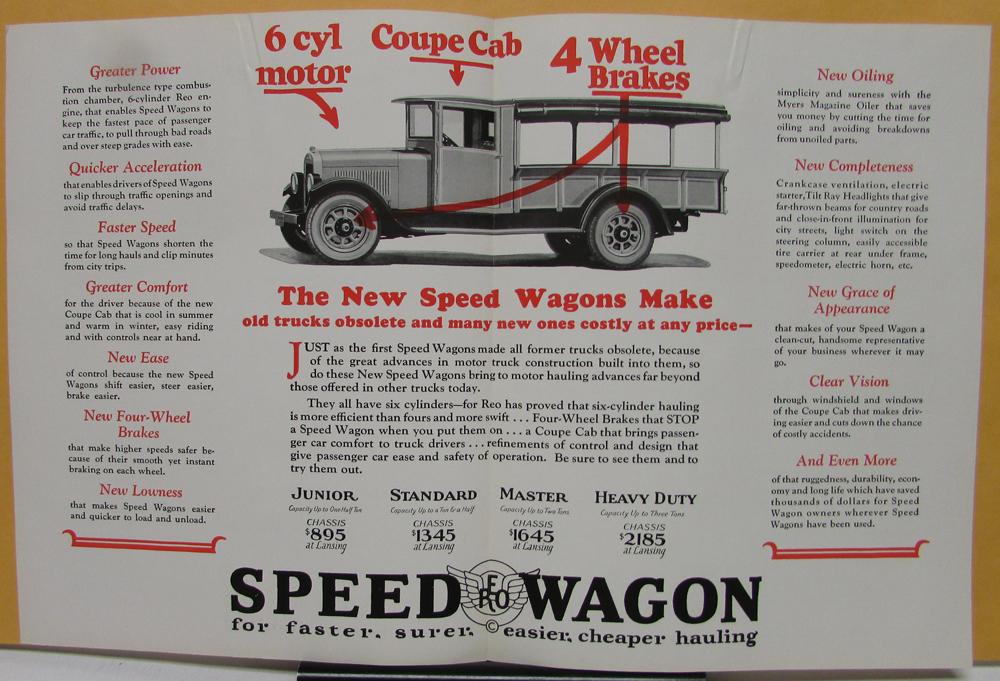 6 cyl
motor
Coupe Cab
4 Wheel
Brakes
Greater Power
From the turbulence type combus-
tion chamber, 6-cylinder Reo en-
gine, that enables Speed Wagons to
keep the fastest pace of passenger
car traffic, to pull through bad roads
and over steep grades with ease.
Quicker Acceleration
that enables drivers of Speed Wagons
to slip through traffic openings and
avoid traffic delays.
Faster Speed
so that Speed Wagons shorten the
time for long hauls and clip minutes
from city trips.
Greater Comfort
for the driver because of the new
Coupe Cab that is cool in summer
and warm in winter, easy riding
and with controls near at hand.
New Ease
of control because the new Speed
Wagons shift easier, steer easier,
brake easier.
New Four-Wheel
Brakes
that make higher speeds safer be-
cause of their smooth yet instant
braking on each wheel.
New Lowness
that makes Speed Wagons easier
and quicker to load and unload.
The New Speed Wagons Make
old trucks obsolete and many new ones costly at any price—
JUST as the first Speed Wagons made all former trucks obsolete, because
of the great advances in motor truck construction built into them, so
do these New Speed Wagons bring to motor hauling advances far beyond
those offered in other trucks today.
They all have six cylinders—for Reo has proved that six-cylinder hauling
is more efficient than fours and more swift . . . Four-Wheel Brakes that STOP
a Speed Wagon when you put them on . . . a Coupe Cab that brings passen-
ger car comfort to truck drivers . . . refinements of control and design that
give passenger car ease and safety of operation. Be sure to see them and to
try them out.
JUNIOR STANDARD MASTER HEAVY DUTY
Capacity Up to One Half Ton Capacity Up to a Ton & a Half Capacity Up to Two Tons Capacity Up to Three Tons
CHASSIS CHASSIS CHASSIS CHASSIS
$895 $1345 $1645 $2185
at Lansing at Lansing at Lansing at Lansing
New Oiling
simplicity and sureness with the
Myers Magazine Oiler that saves
you money by cutting the time for
oiling and avoiding breakdowns
from unoiled parts.
New Completeness
Crankcase ventilation, electric
starter, Tilt Ray Headlights that give
far-thrown beams for country roads
and close-in-front illumination for
city streets, light switch on the
steering column, easily accessible
tire carrier at rear under frame,
speedometer, electric horn, etc.
New Grace of
Appearance
that makes of your Speed Wagon a
clean-cut, handsome representative
of your business wherever it may
go.
Clear Vision
through windshield and windows
of the Coupe Cab that makes driv-
ing easier and cuts down the chance
of costly accidents.
And Even More
of that ruggedness, durability, econ-
omy and long life which have saved
thousands of dollars for Speed
Wagon owners wherever Speed
Wagons have been used.
SPEED REO WAGON
for faster, surer, © easier, cheaper hauling